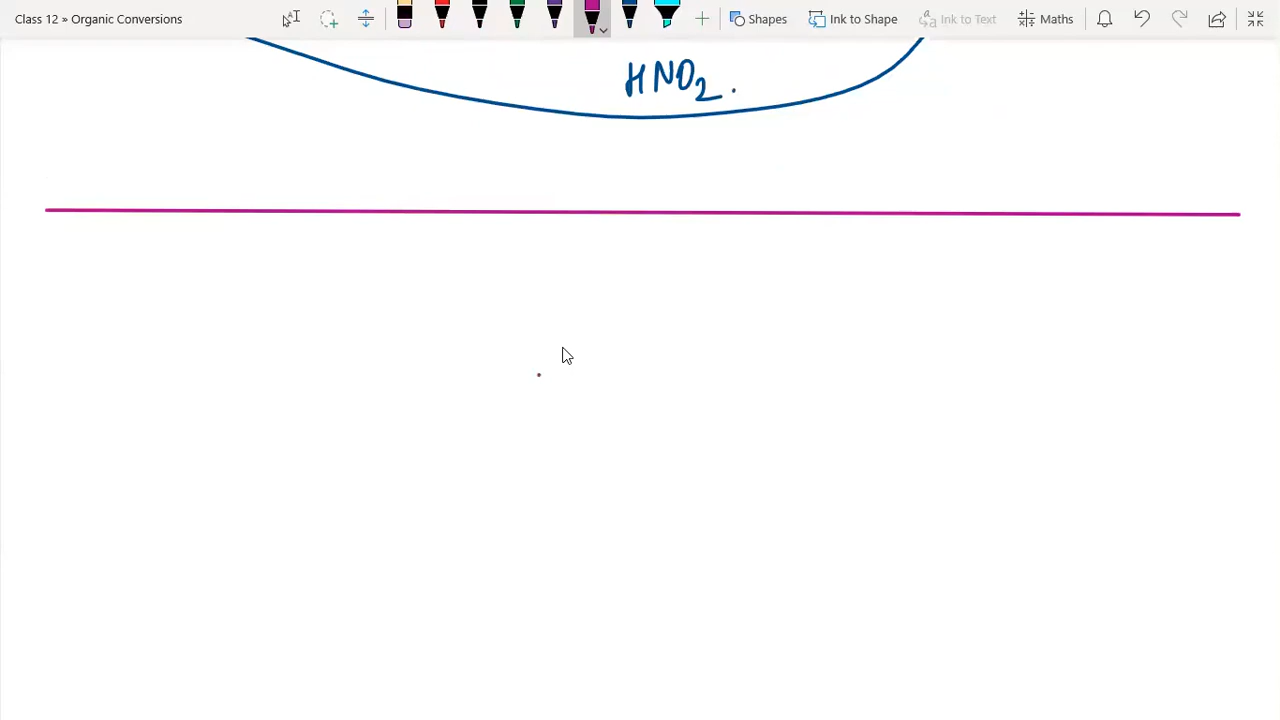 Class 12 » Organic Conversions Shapes Ink to Shape Ink to Text Maths
HNO2.